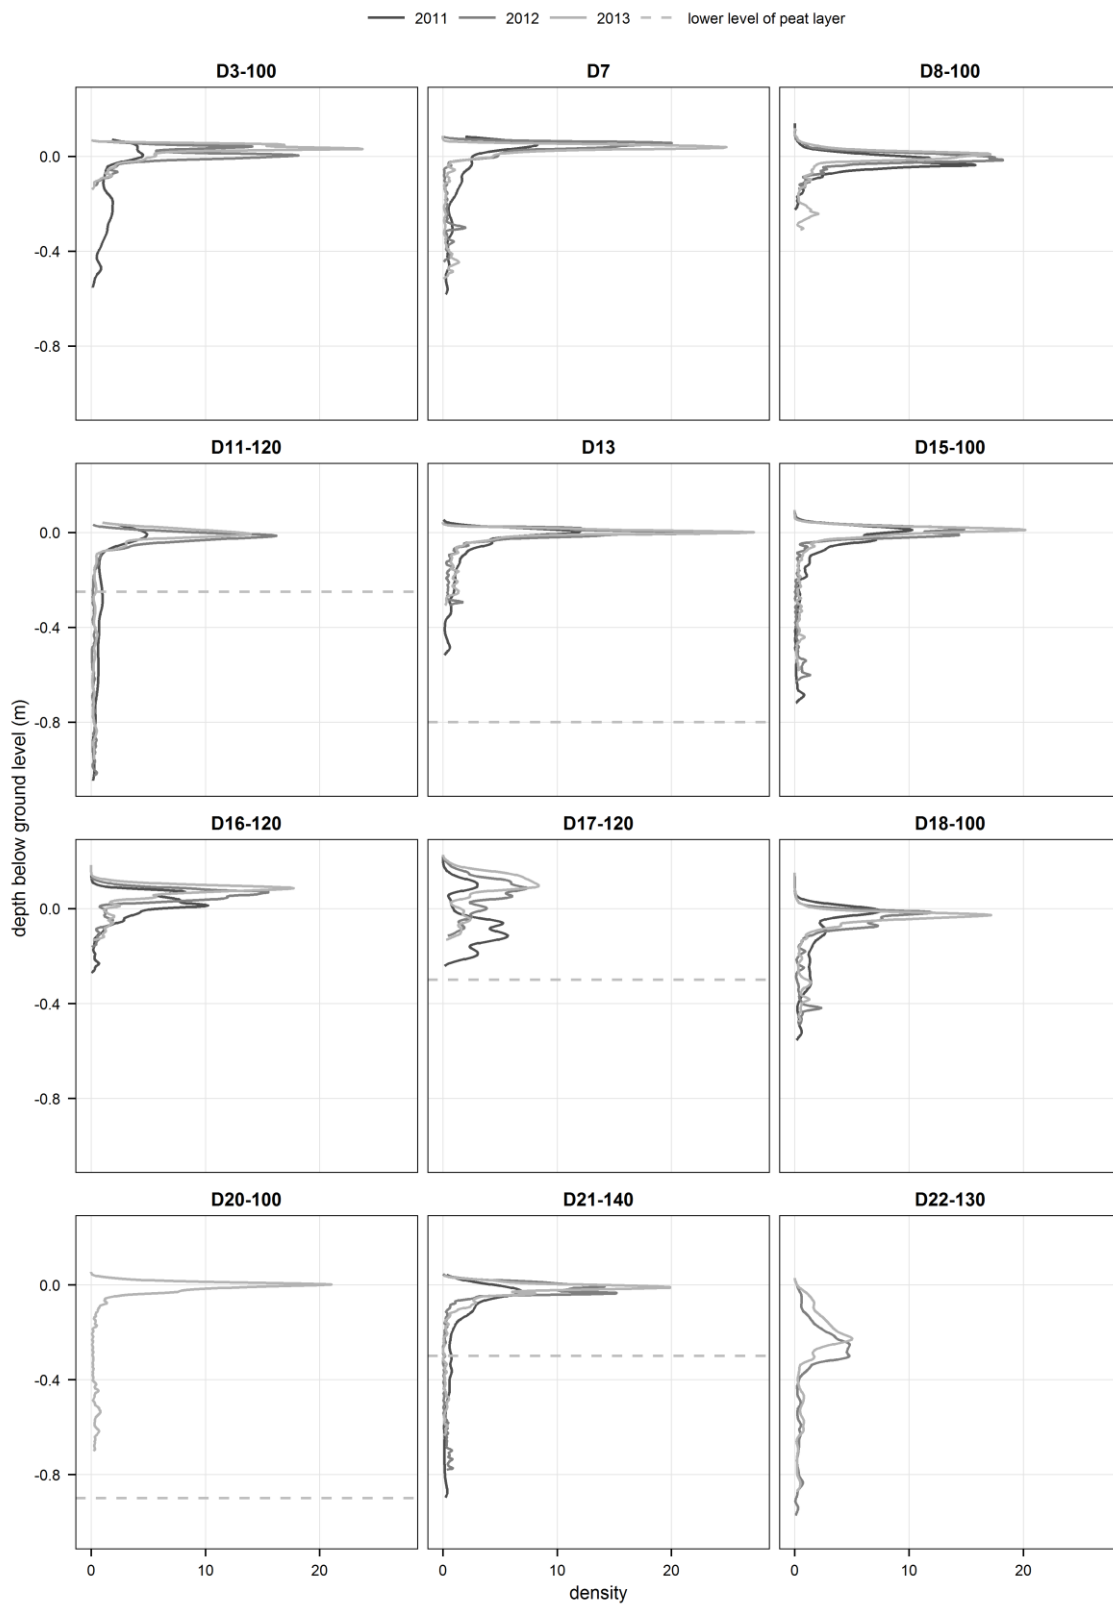 2011 2012 2013 lower level of peat layer
D3-100 D7 D8-100
0.0
-0.4
-0.8
D11-120 D13 D15-100
0.0
-0.4
-0.8
D16-120 D17-120 D18-100
0.0
-0.4
-0.8
D20-100 D21-140 D22-130
0.0
-0.4
-0.8
depth below ground level (m)
0 10 20 0 10 20 0 10 20
density